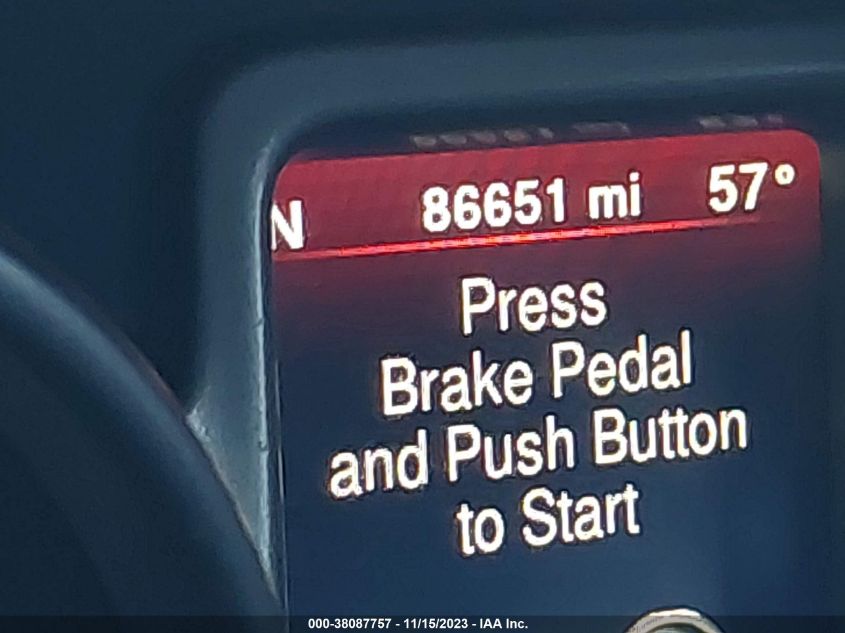 N 86651 mi 57°
Press
Brake Pedal
and Push Button
to Start
000-38087757 - 11/15/2023 - IAA Inc.